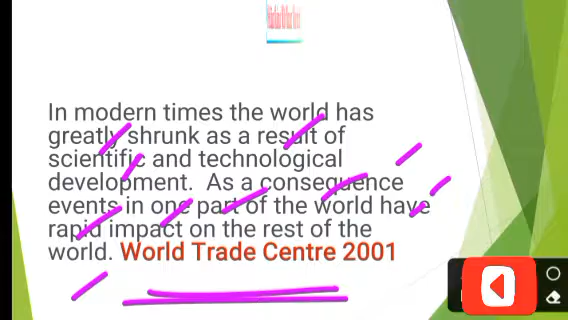 In modern times the world has
greatly shrunk as a result of
scientific and technological
development. As a consequence
events in one part of the world have
rapid impact on the rest of the
world. World Trade Centre 2001